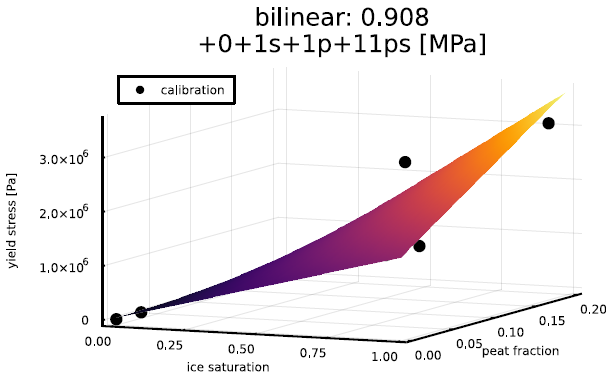 bilinear: 0.908
+0+1s+1p+11ps [MPa]
calibration
yield stress [Pa]
3.0×10⁶
2.0×10⁶
1.0×10⁶
0
0.00
0.25
0.50
0.75
1.00
ice saturation
0.00
0.05
0.10
0.15
0.20
peat fraction